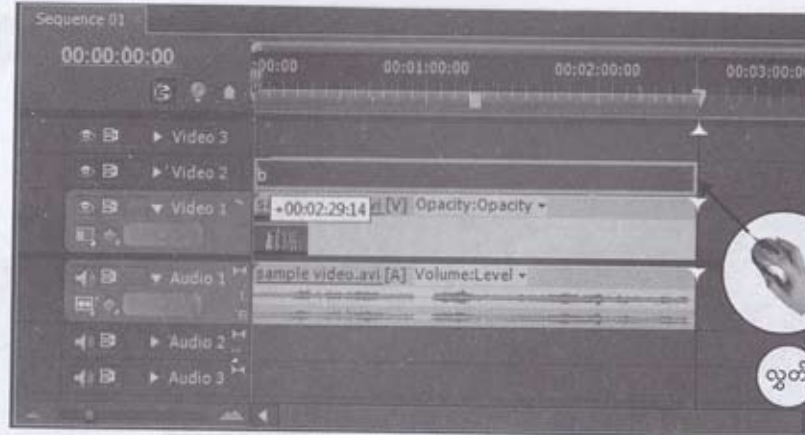 Sequence 01
00:00:00:00
:00:00 00:01:00:00 00:02:00:00 00:03:00:0
Video 3
Video 2
b
Video 1
+00:02:29:14 [V] Opacity:Opacity
Audio 1
sample video.avi [A] Volume:Level
Audio 2
Audio 3
လွှတ်